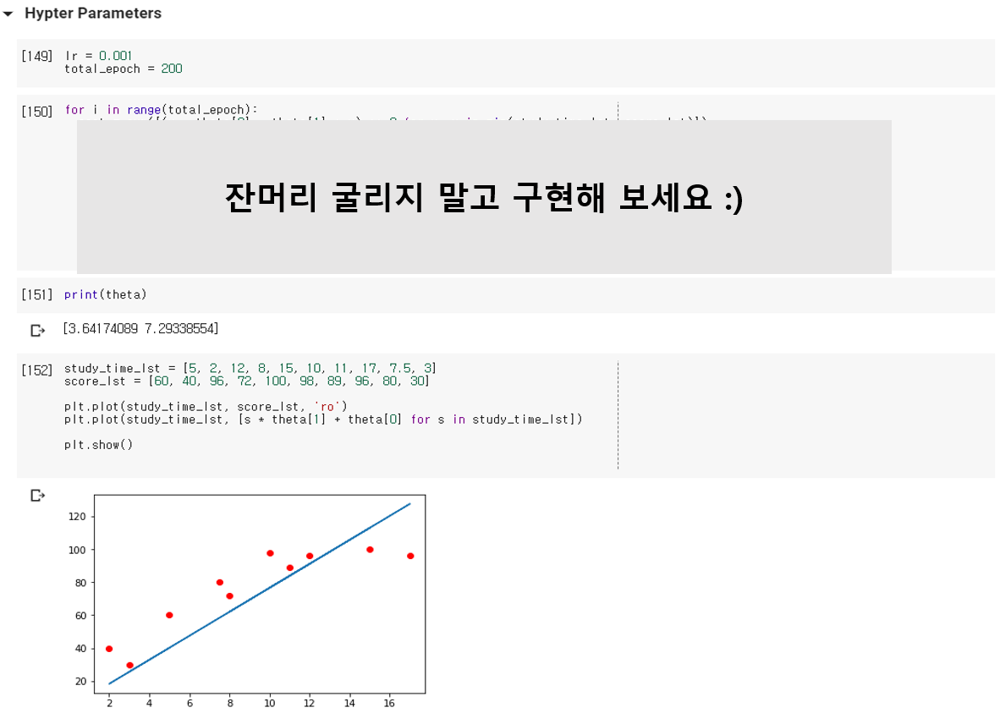 Hypter Parameters
[149] lr = 0.001
total_epoch = 200
[150] for i in range(total_epoch):
잔머리 굴리지 말고 구현해 보세요 :)
[151] print(theta)
[3.64174089 7.29338554]
[152] study_time_lst = [5, 2, 12, 8, 15, 10, 11, 17, 7.5, 3]
score_lst = [60, 40, 96, 72, 100, 98, 89, 96, 80, 30]
plt.plot(study_time_lst, score_lst, 'ro')
plt.plot(study_time_lst, [s * theta[1] + theta[0] for s in study_time_lst])
plt.show()
120
100
80
60
40
20
2 4 6 8 10 12 14 16